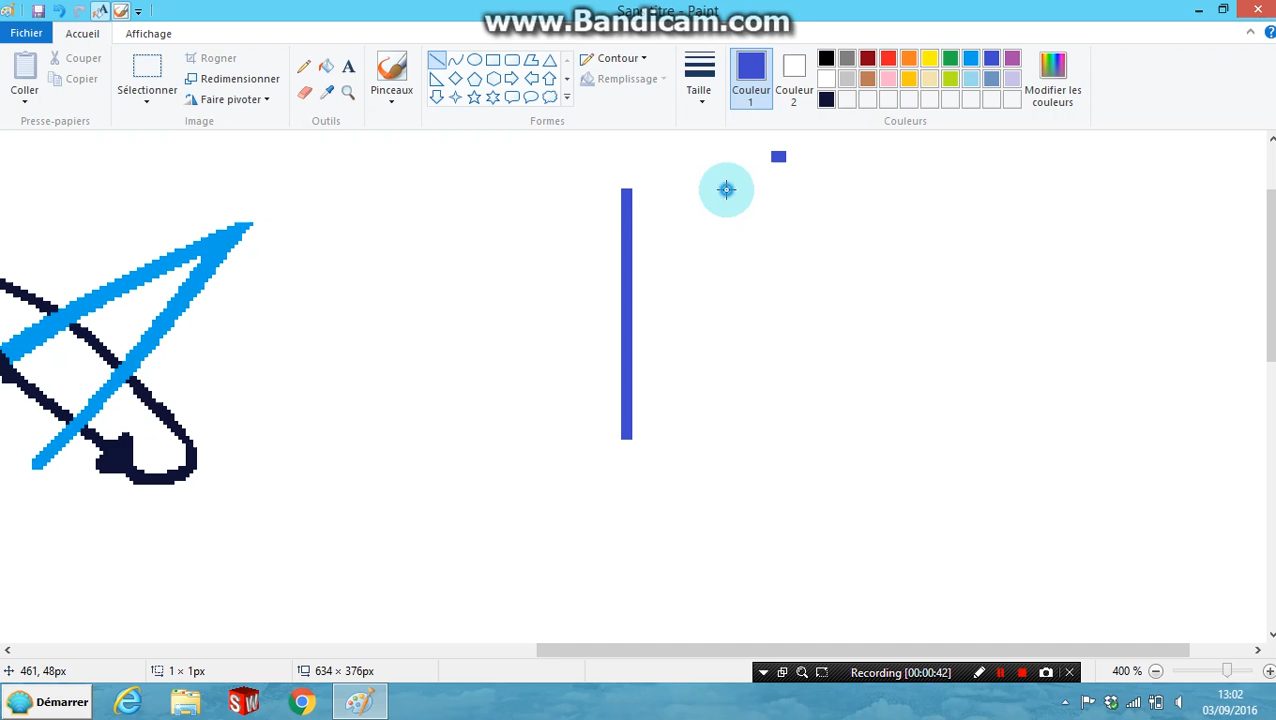 Sans titre - Paint
www.Bandicam.com
Fichier
Accueil
Affichage
Coller
Couper
Copier
Presse-papiers
Sélectionner
Rogner
Redimensionner
Faire pivoter
Image
A
Outils
Pinceaux
Formes
Contour
Remplissage
Taille
Couleur
1
Couleur
2
Couleurs
Modifier les
couleurs
461, 48px
1 × 1px
634 × 376px
Recording [00:00:42]
400 %
Démarrer
SW
13:02
03/09/2016